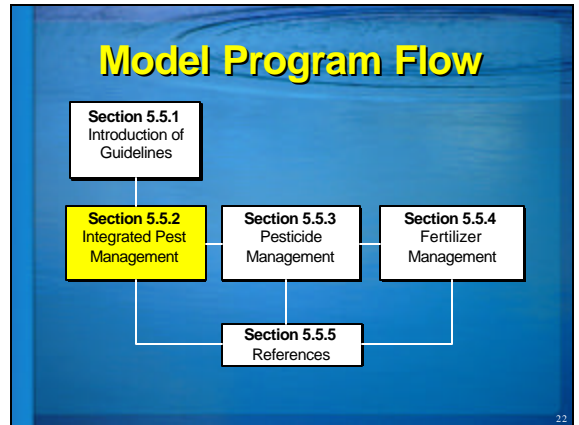 Model Program Flow
Section 5.5.1
Introduction of
Guidelines
Section 5.5.2
Integrated Pest
Management
Section 5.5.3
Pesticide
Management
Section 5.5.4
Fertilizer
Management
Section 5.5.5
References
22